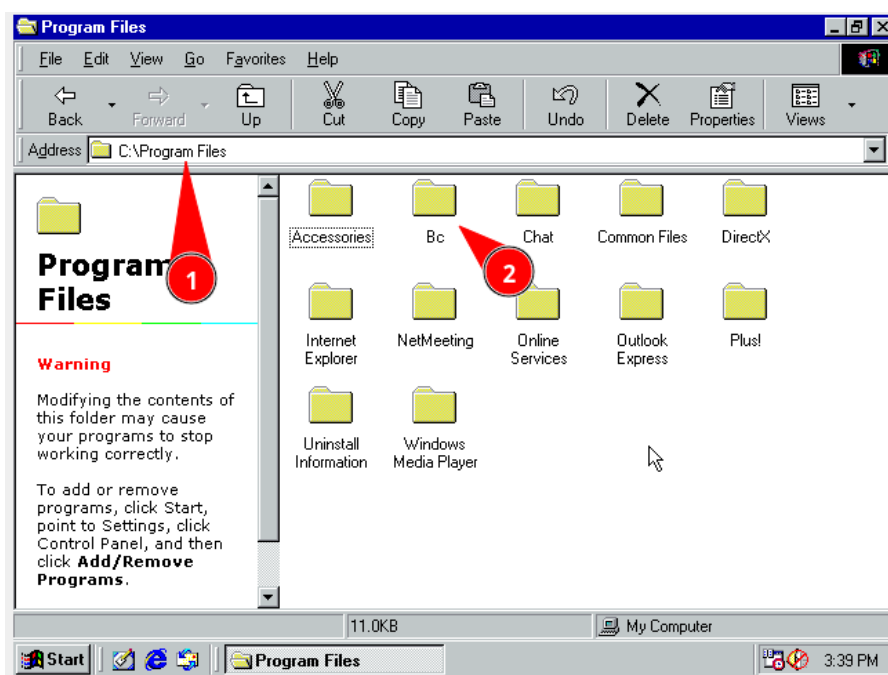 Program Files
File Edit View Go Favorites Help
Back Forward Up Cut Copy Paste Undo Delete Properties Views
Address C:\Program Files
Program
Files
Warning
Modifying the contents of
this folder may cause
your programs to stop
working correctly.
To add or remove
programs, click Start,
point to Settings, click
Control Panel, and then
click Add/Remove
Programs.
1
2
Accessories
Bc
Chat
Common Files
DirectX
Internet
Explorer
NetMeeting
Online
Services
Outlook
Express
Plus!
Uninstall
Information
Windows
Media Player
11.0KB My Computer
Start Program Files 3:39 PM